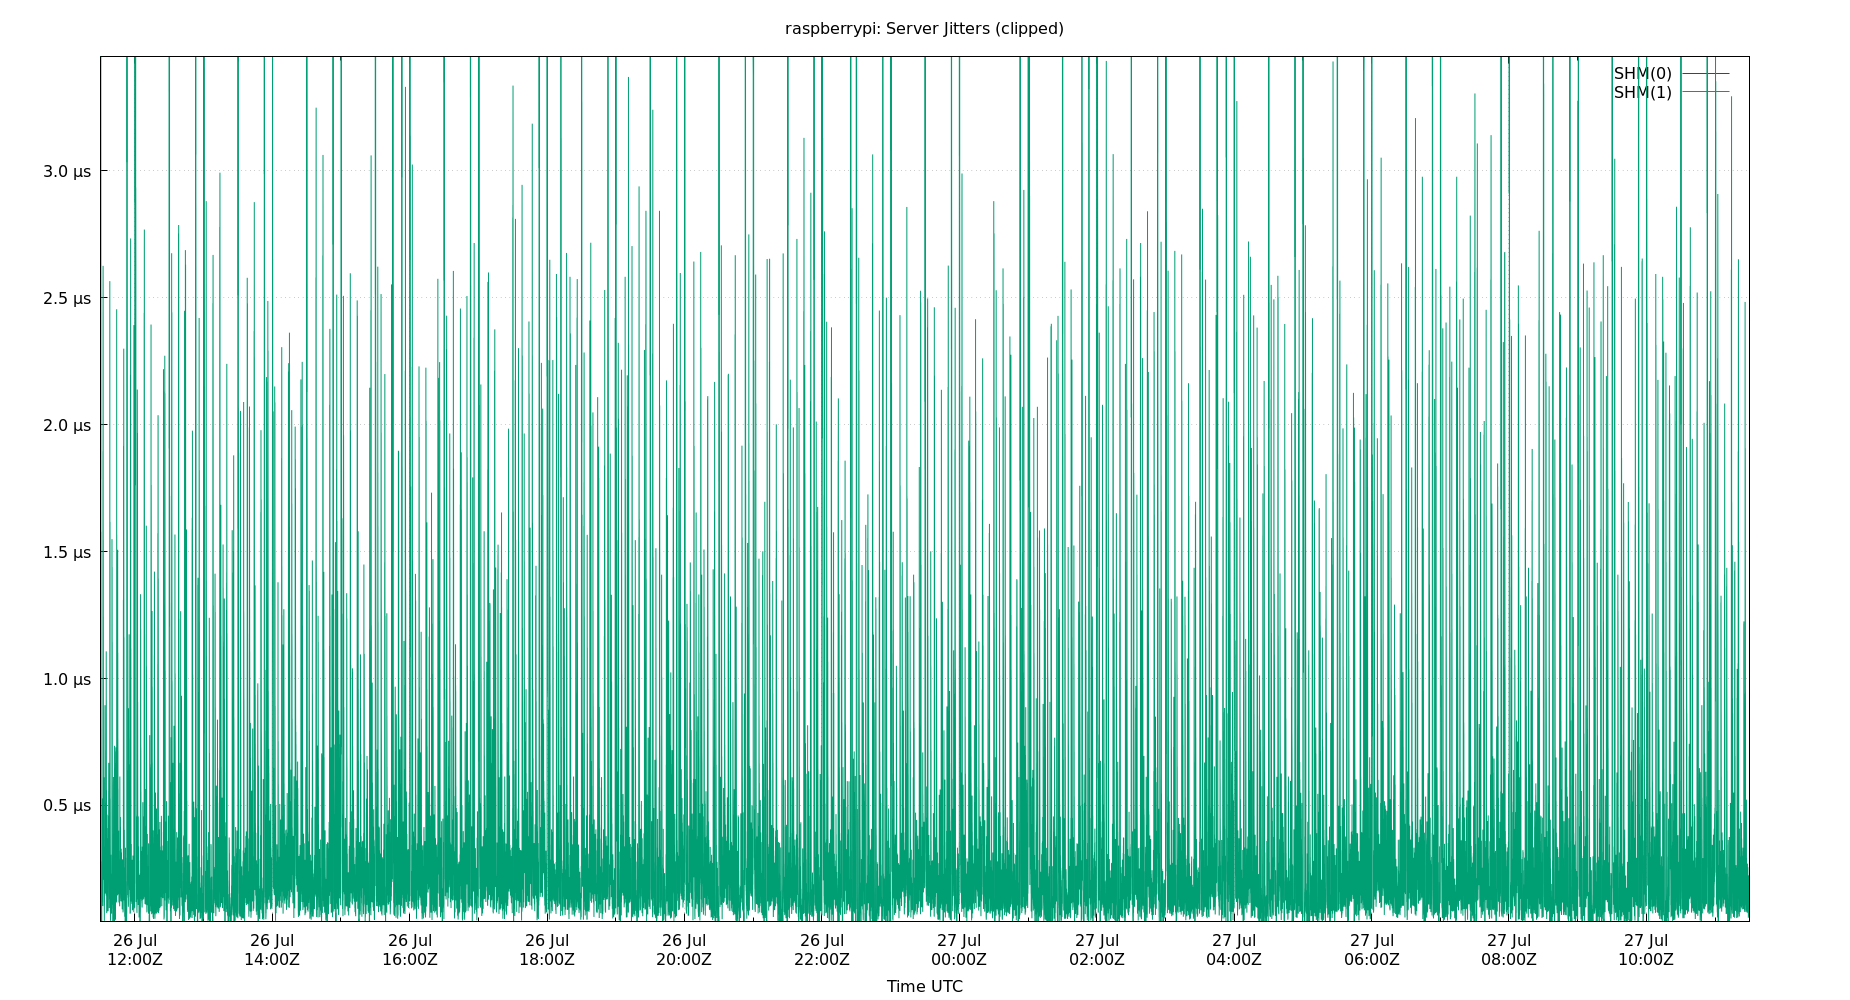 raspberrypi: Server Jitters (clipped)
SHM(0)
SHM(1)
3.0 µs
2.5 µs
2.0 µs
1.5 µs
1.0 µs
0.5 µs
26 Jul 26 Jul 26 Jul 26 Jul 26 Jul 26 Jul 27 Jul 27 Jul 27 Jul 27 Jul 27 Jul 27 Jul
12:00Z 14:00Z 16:00Z 18:00Z 20:00Z 22:00Z 00:00Z 02:00Z 04:00Z 06:00Z 08:00Z 10:00Z
Time UTC